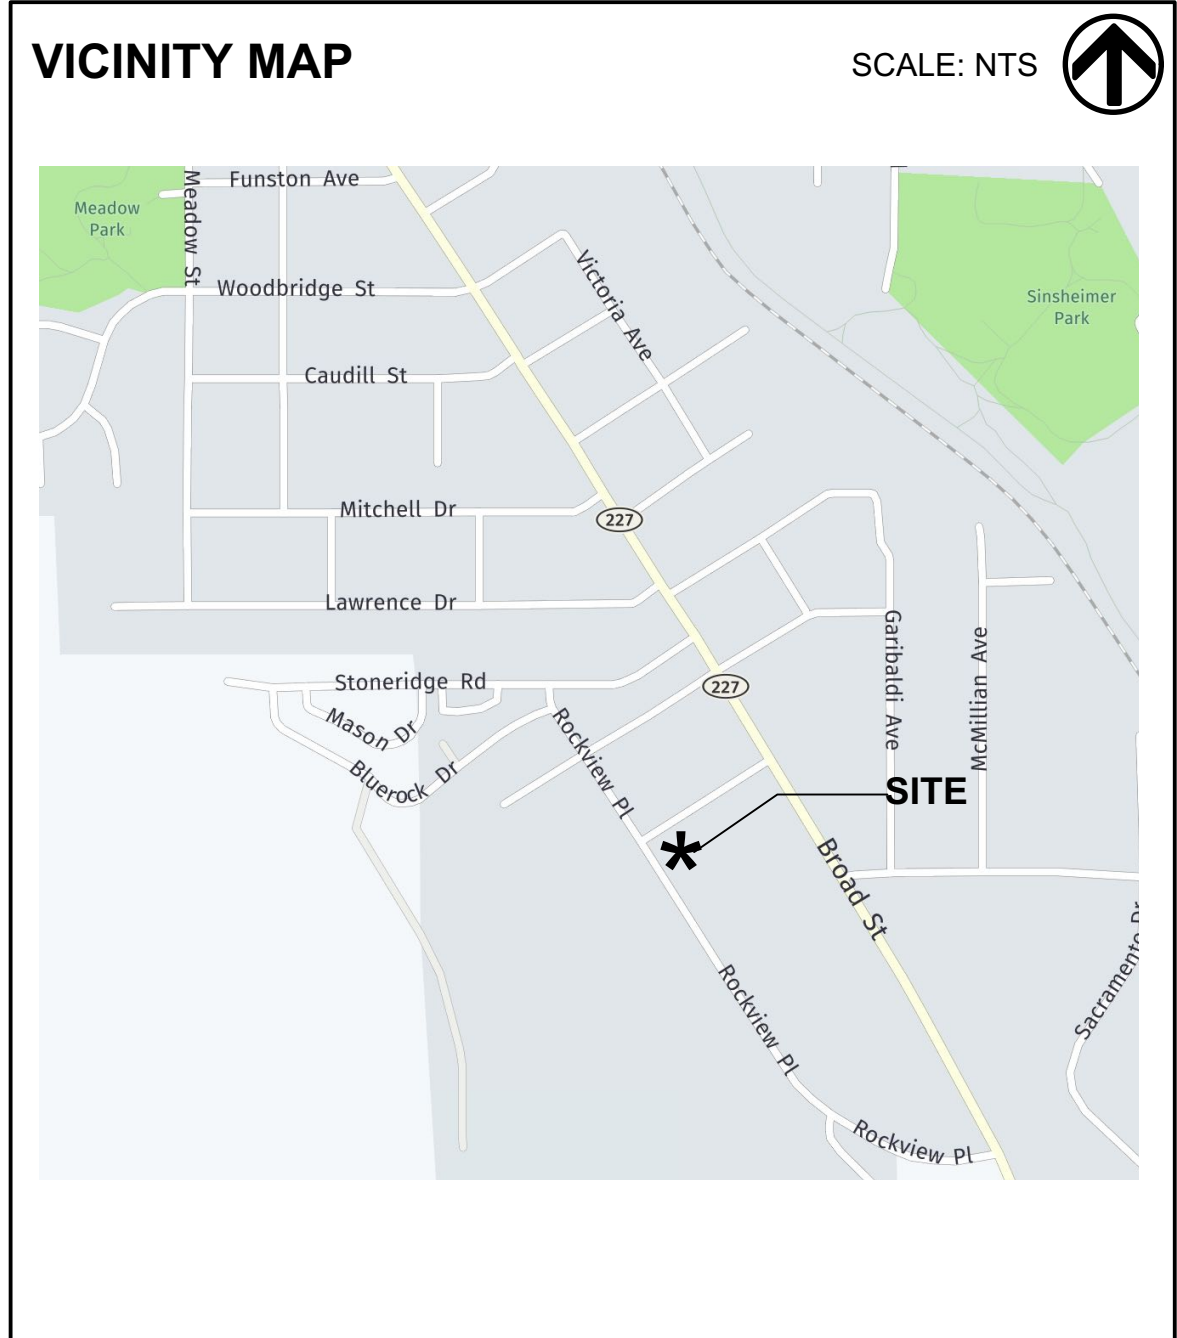 VICINITY MAP
SCALE: NTS
Funston Ave
Meadow St
Meadow
Park
Woodbridge St
Victoria Ave
Sinsheimer
Park
Caudill St
Mitchell Dr
227
Lawrence Dr
Garibaldi Ave
McMillian Ave
Stoneridge Rd
227
Mason Dr
Rockview Pl
Bluerock Dr
SITE
*
Broad St
Sacramento Dr
Rockview Pl
Rockview Pl